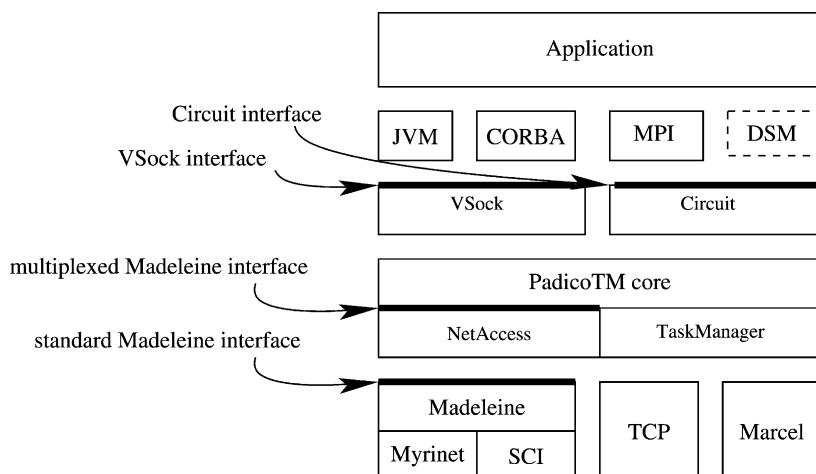 Application
Circuit interface
JVM
CORBA
MPI
DSM
VSock interface
VSock
Circuit
multiplexed Madeleine interface
PadicoTM core
NetAccess
TaskManager
standard Madeleine interface
Madeleine
TCP
Marcel
Myrinet
SCI